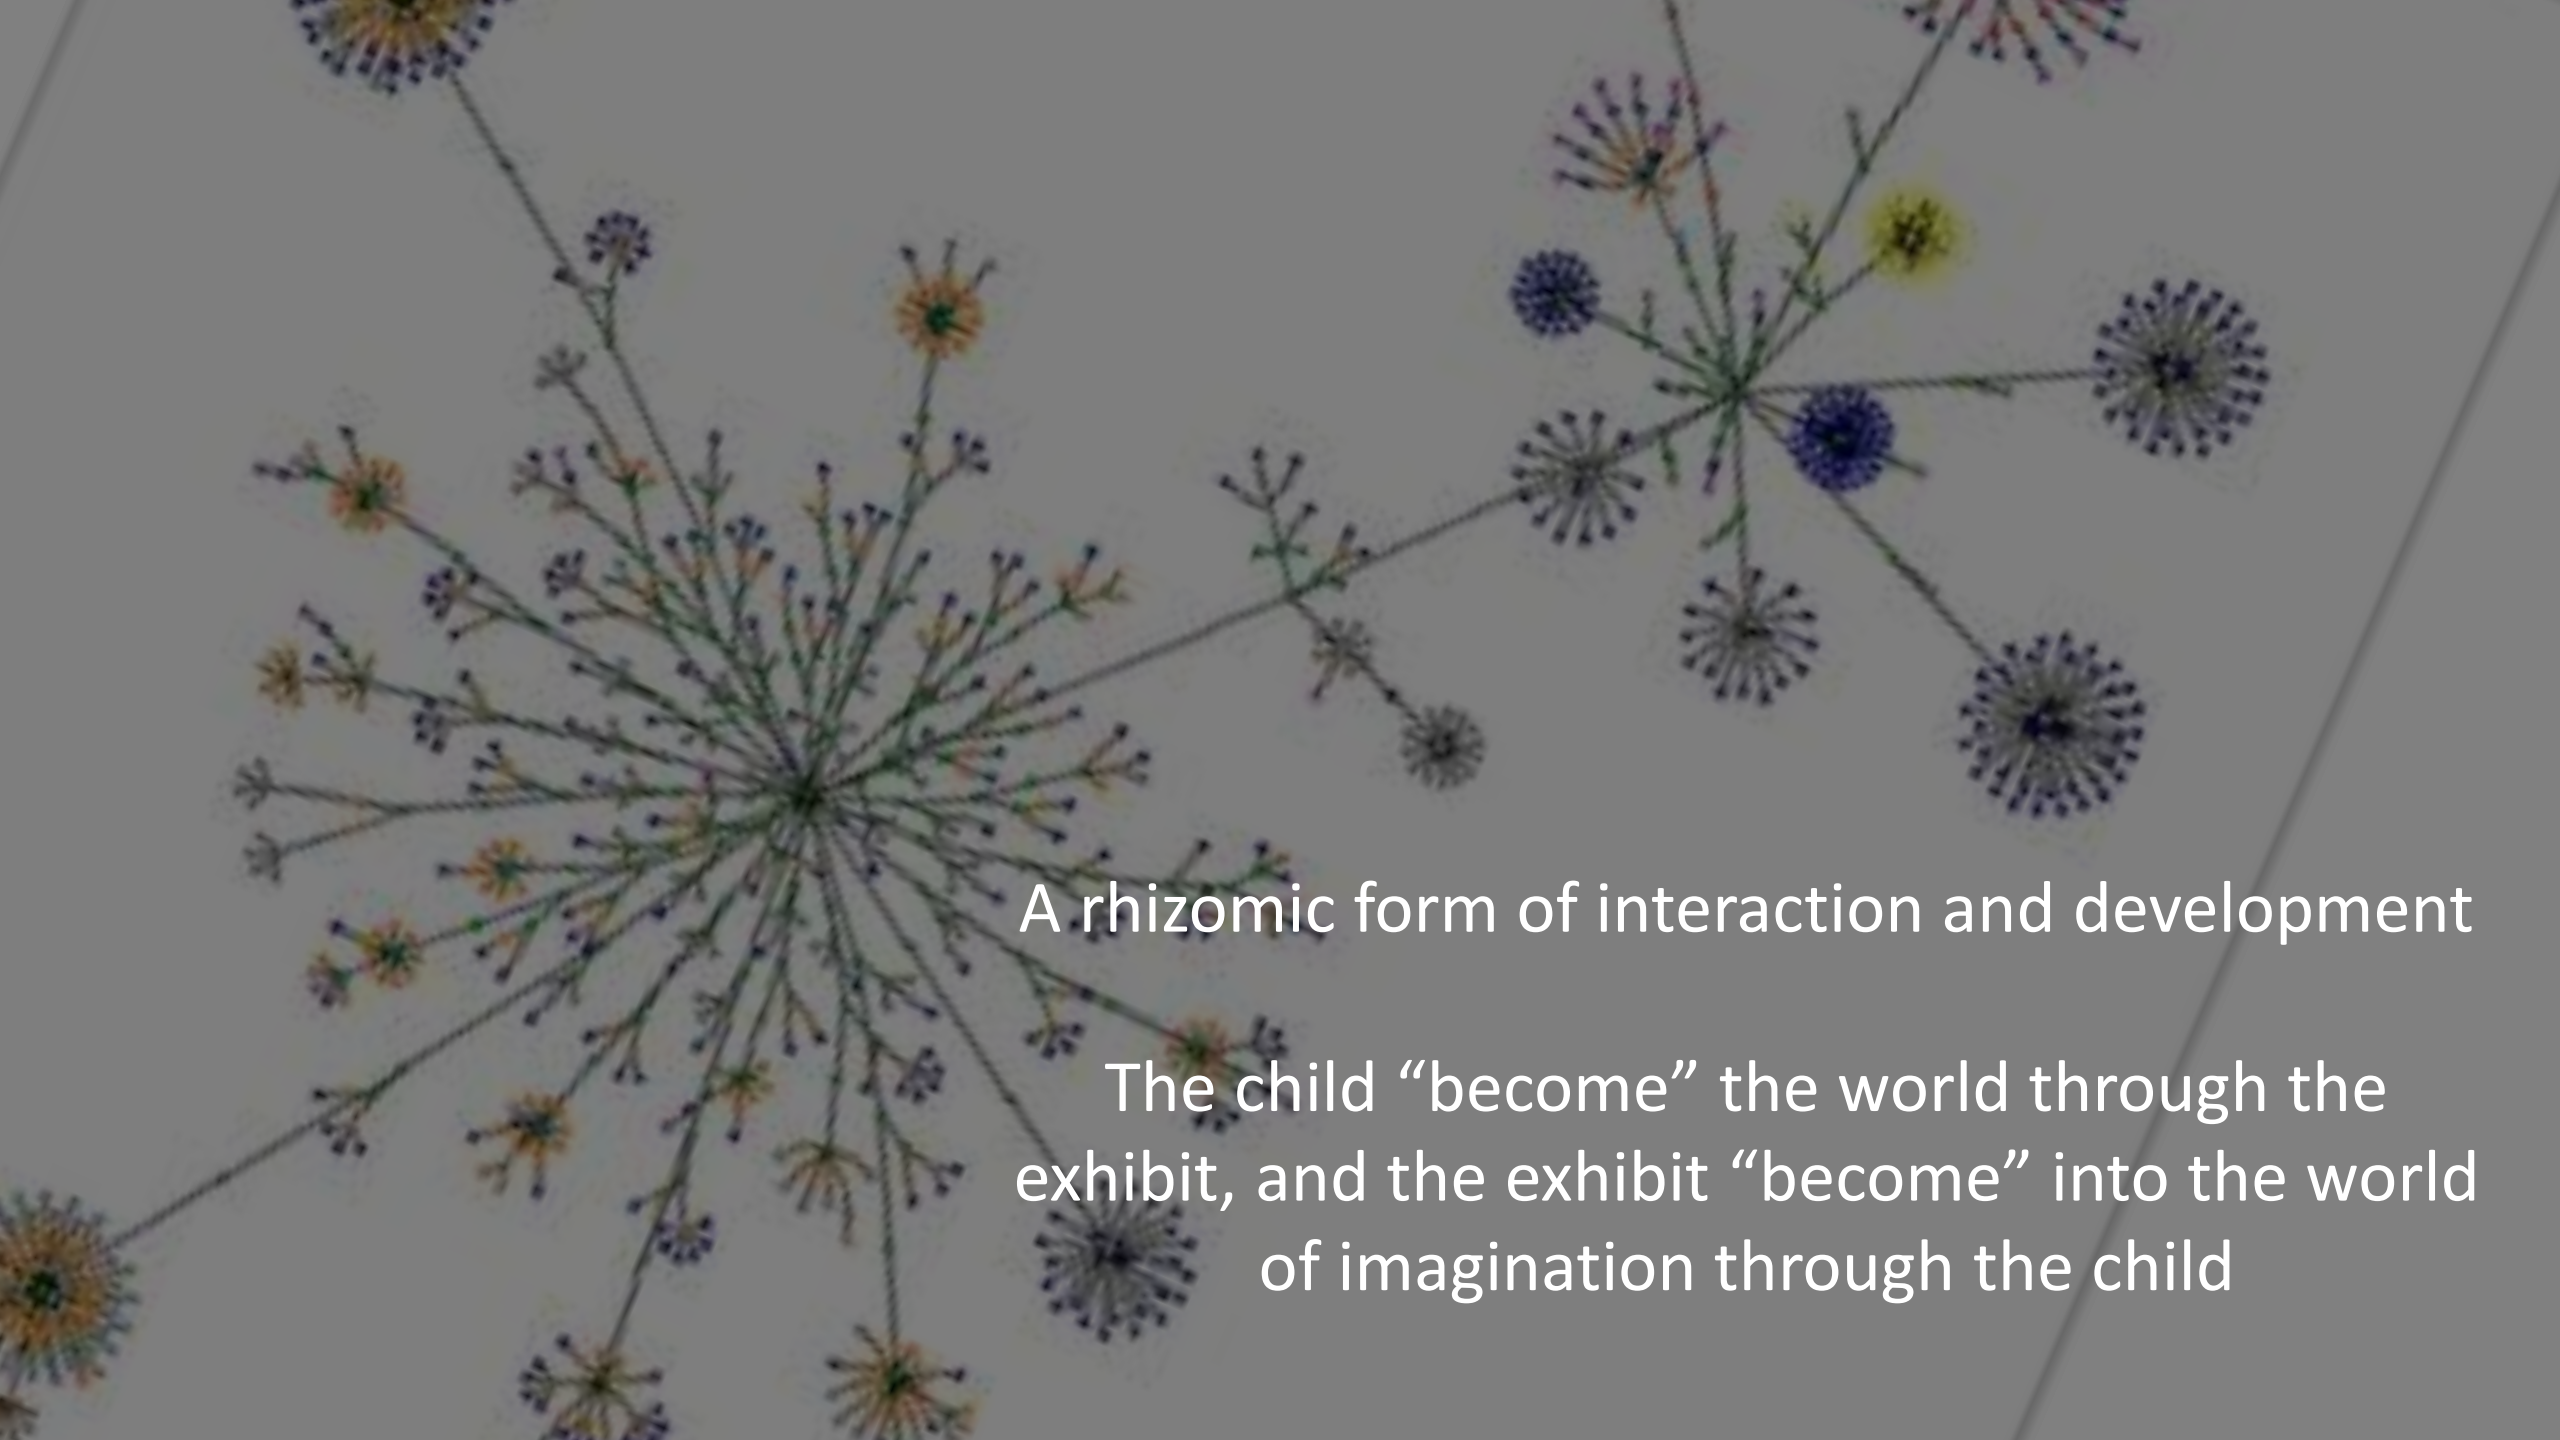 A rhizomic form of interaction and development
The child “become” the world through the
exhibit, and the exhibit “become” into the world
of imagination through the child